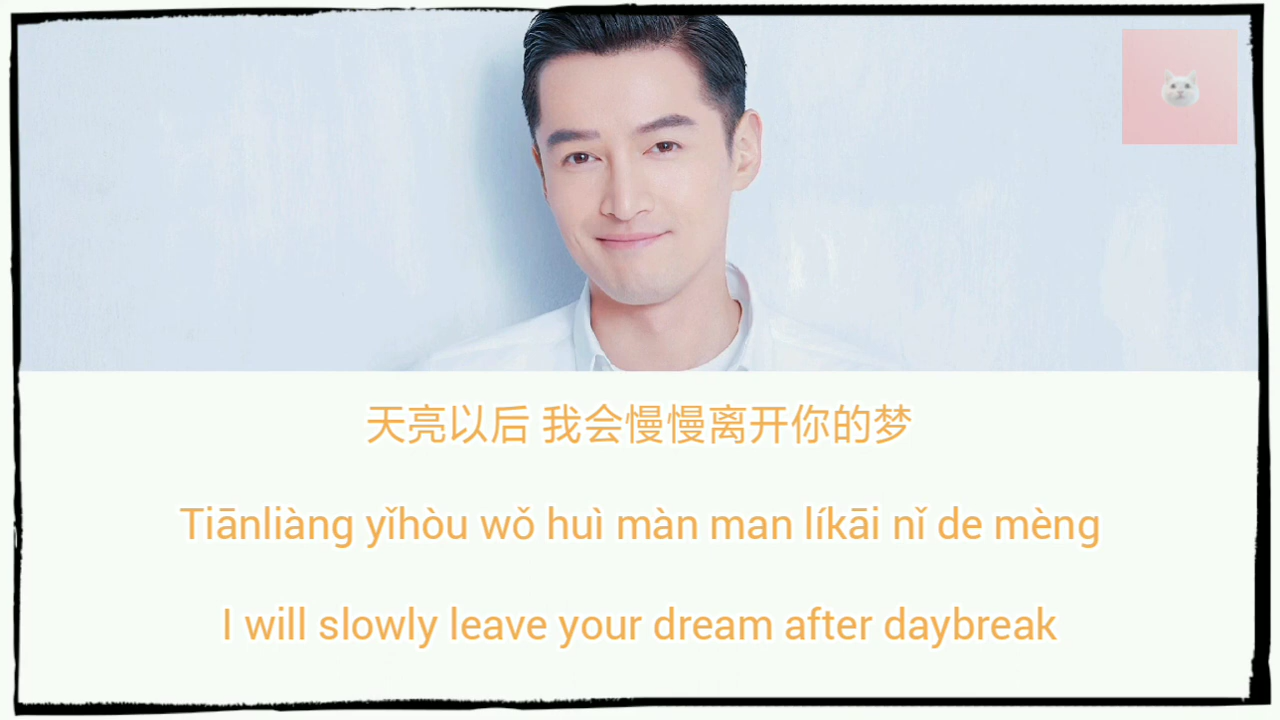 天亮以后 我会慢慢离开你的梦
Tiānliàng yǐhòu wǒ huì màn man líkāi nǐ de mèng
I will slowly leave your dream after daybreak